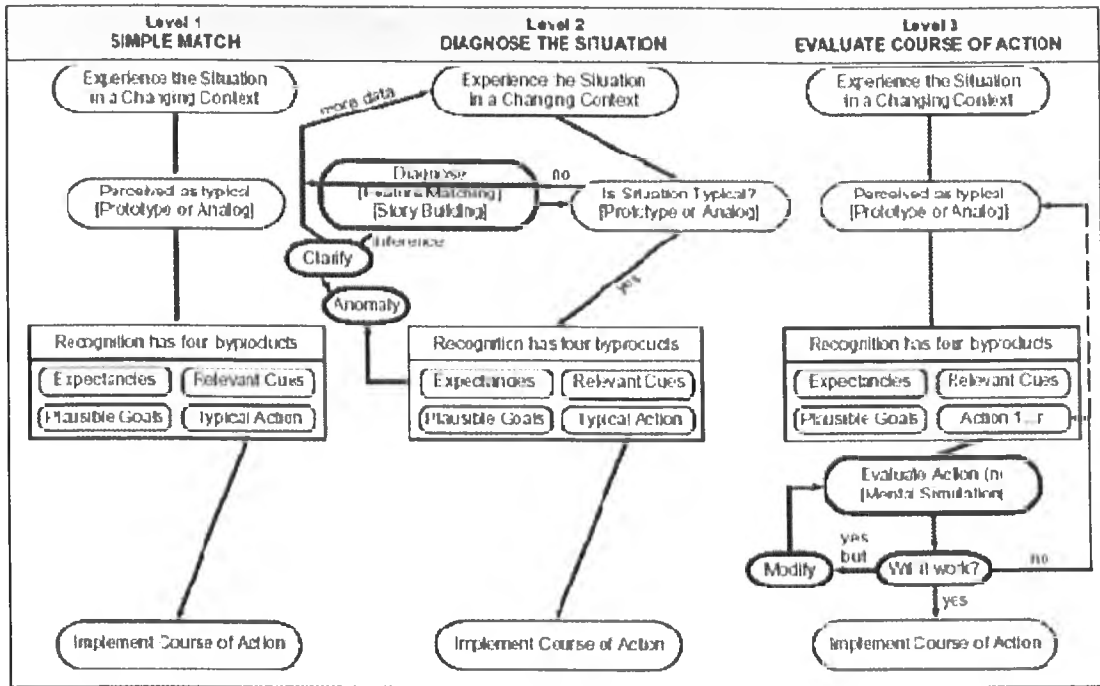 Level 1
SIMPLE MATCH
Experience the Situation
in a Changing Context
Perceived as typical
[Prototype or Analog]
Recognition has four byproducts
Expectancies
Relevant Cues
Plausible Goals
Typical Action
Implement Course of Action
Level 2
DIAGNOSE THE SITUATION
Experience the Situation
in a Changing Context
more data
Diagnose
[Feature Matching]
[Story Building]
no
Is Situation Typical?
[Prototype or Analog]
inference
Clarify
Anomaly
yes
Recognition has four byproducts
Expectancies
Relevant Cues
Plausible Goals
Typical Action
Implement Course of Action
Level 3
EVALUATE COURSE OF ACTION
Experience the Situation
in a Changing Context
Perceived as typical
[Prototype or Analog]
Recognition has four byproducts
Expectancies
Relevant Cues
Plausible Goals
Action 1...
Evaluate Action
[Mental Simulation]
yes
but
Modify
Will it work?
no
yes
Implement Course of Action